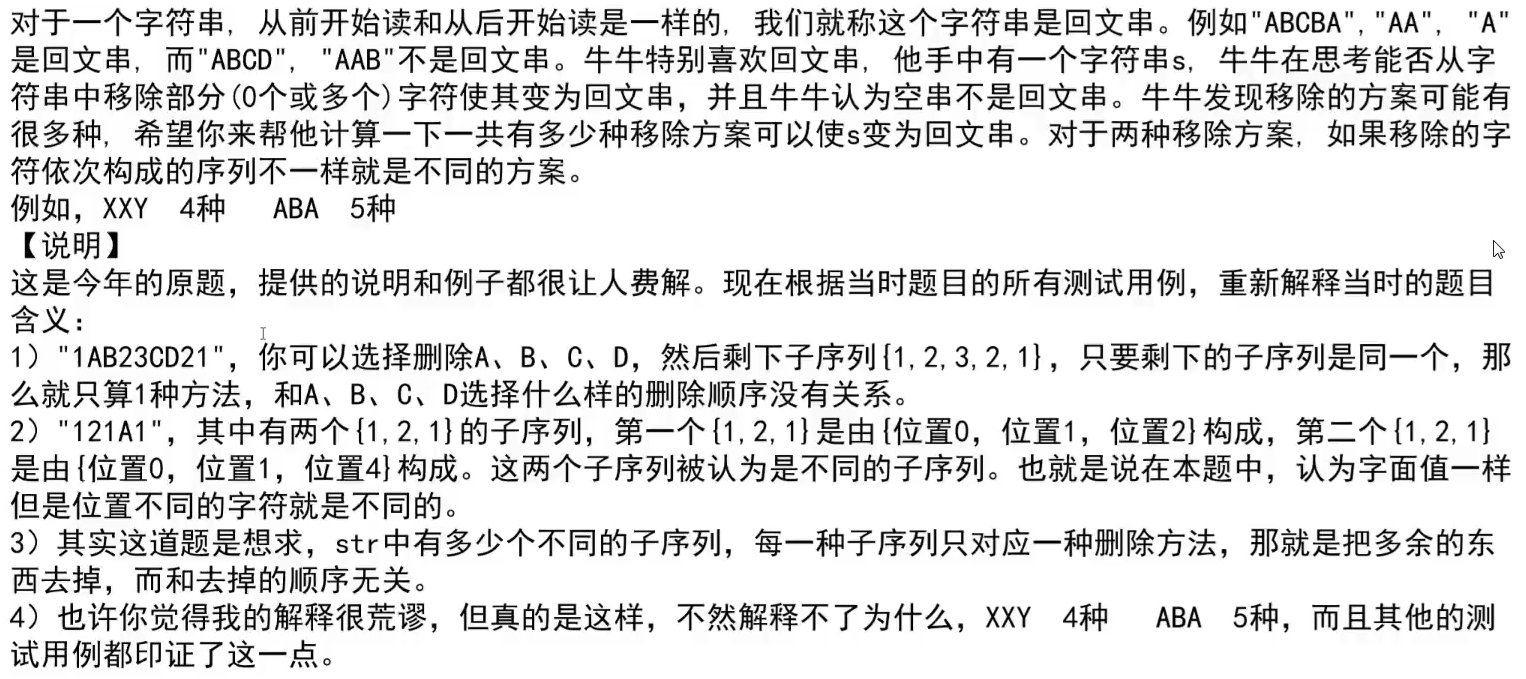 对于一个字符串, 从前开始读和从后开始读是一样的, 我们就称这个字符串是回文串。例如"ABCBA","AA", "A"
是回文串, 而"ABCD", "AAB"不是回文串。牛牛特别喜欢回文串, 他手中有一个字符串s, 牛牛在思考能否从字
符串中移除部分(0个或多个)字符使其变为回文串，并且牛牛认为空串不是回文串。牛牛发现移除的方案可能有
很多种, 希望你来帮他计算一下一共有多少种移除方案可以使s变为回文串。对于两种移除方案, 如果移除的字
符依次构成的序列不一样就是不同的方案。
例如，XXY 4种 ABA 5种
【说明】
这是今年的原题，提供的说明和例子都很让人费解。现在根据当时题目的所有测试用例，重新解释当时的题目
含义：
1）"1AB23CD21"，你可以选择删除A、B、C、D，然后剩下子序列{1,2,3,2,1}，只要剩下的子序列是同一个，那
么就只算1种方法，和A、B、C、D选择什么样的删除顺序没有关系。
2）"121A1"，其中有两个{1,2,1}的子序列，第一个{1,2,1}是由{位置0，位置1，位置2}构成，第二个{1,2,1}
是由{位置0，位置1，位置4}构成。这两个子序列被认为是不同的子序列。也就是说在本题中，认为字面值一样
但是位置不同的字符就是不同的。
3）其实这道题是想求，str中有多少个不同的子序列，每一种子序列只对应一种删除方法，那就是把多余的东
西去掉，而和去掉的顺序无关。
4）也许你觉得我的解释很荒谬，但真的是这样，不然解释不了为什么，XXY 4种 ABA 5种，而且其他的测
试用例都印证了这一点。